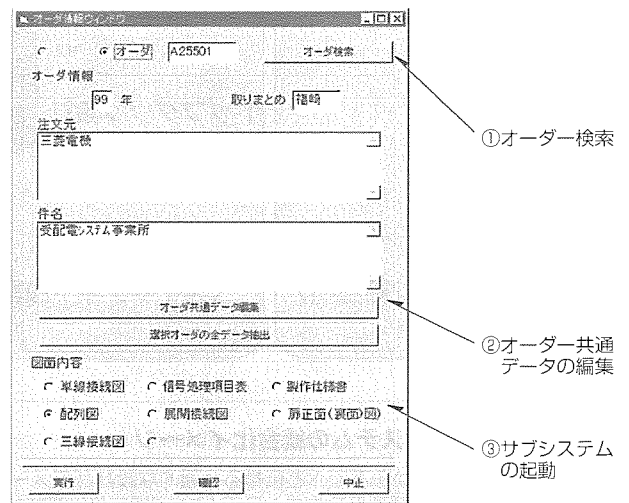 オーダ情報ウィンドウ
オーダ A25501 オーダ検索
オーダ情報
99 年 取りまとめ 福崎
注文元
三菱電機
件名
受配電システム事業所
オーダ共通データ編集
選択オーダの全データ抽出
図面内容
単線接続図 信号処理項目表 製作仕様書
配列図 展開接続図 扉正面(裏面)図)
三線接続図
実行 確認 中止
①オーダー検索
②オーダー共通
データの編集
③サブシステム
の起動